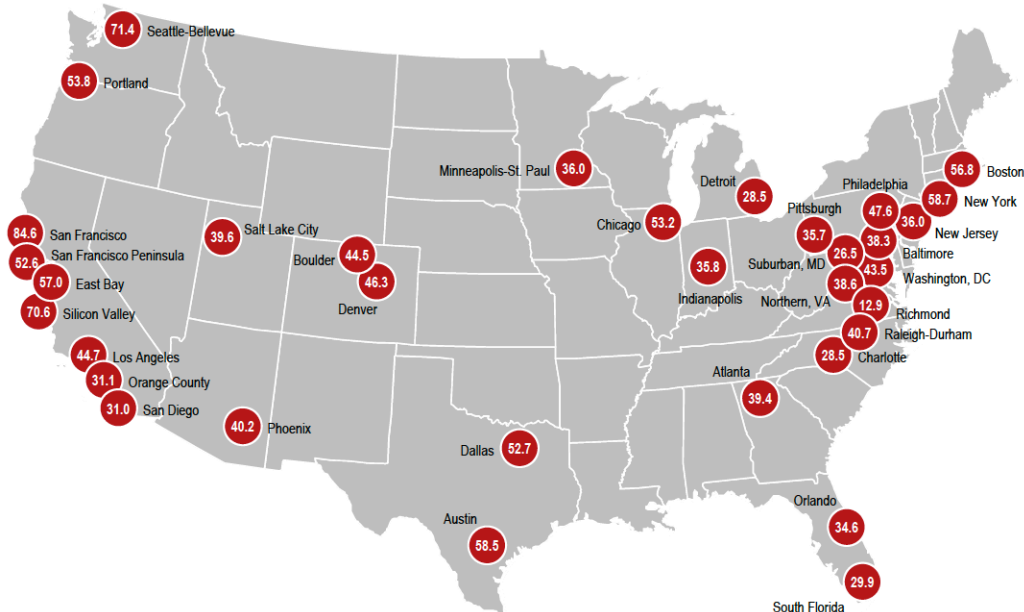 71.4 Seattle-Bellevue
53.8 Portland
Minneapolis-St. Paul 36.0
Detroit
28.5
Chicago 53.2
Philadelphia
47.6
56.8 Boston
58.7 New York
36.0 New Jersey
Pittsburgh
35.7
38.3 Baltimore
Suburban, MD 26.5
43.5 Washington, DC
Northern, VA 38.6
12.9 Richmond
40.7 Raleigh-Durham
28.5 Charlotte
84.6 San Francisco
52.6 San Francisco Peninsula
57.0 East Bay
70.6 Silicon Valley
39.6 Salt Lake City
Boulder 44.5
46.3
Denver
35.8
Indianapolis
44.7 Los Angeles
31.1 Orange County
31.0 San Diego
40.2 Phoenix
Atlanta
39.4
Dallas 52.7
Austin
58.5
Orlando
34.6
29.9
South Florida